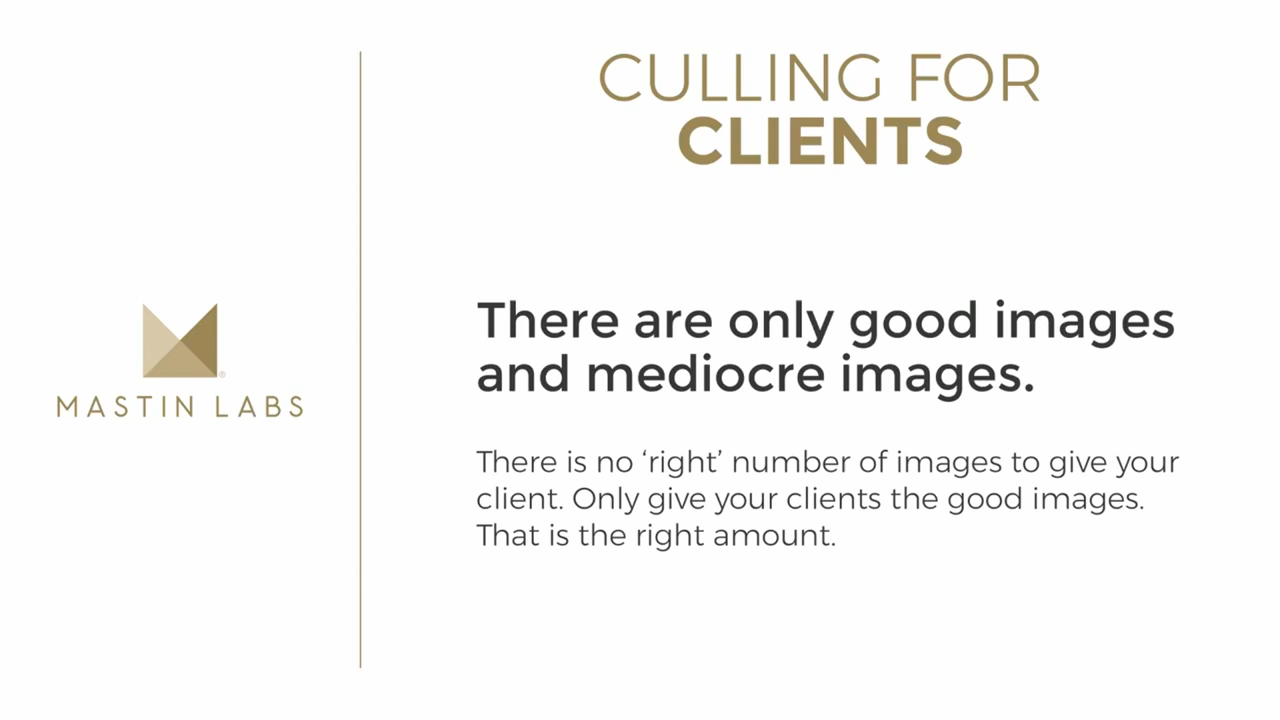 CULLING FOR
CLIENTS
There are only good images
and mediocre images.
There is no ‘right’ number of images to give your
client. Only give your clients the good images.
That is the right amount.
®
MASTIN LABS